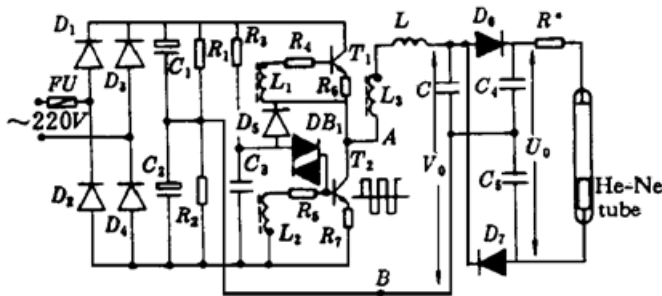 D₁
D₃
C₁
R₁
R₃
R₄
T₁
L₁
R₆
L₃
L
D₆
R*
FU
~220V
D₅
DB₁
A
C
C₄
V₀
U₀
T₂
D₂
D₄
C₂
R₂
C₃
R₅
L₂
R₇
C₅
D₇
He-Ne
tube
B